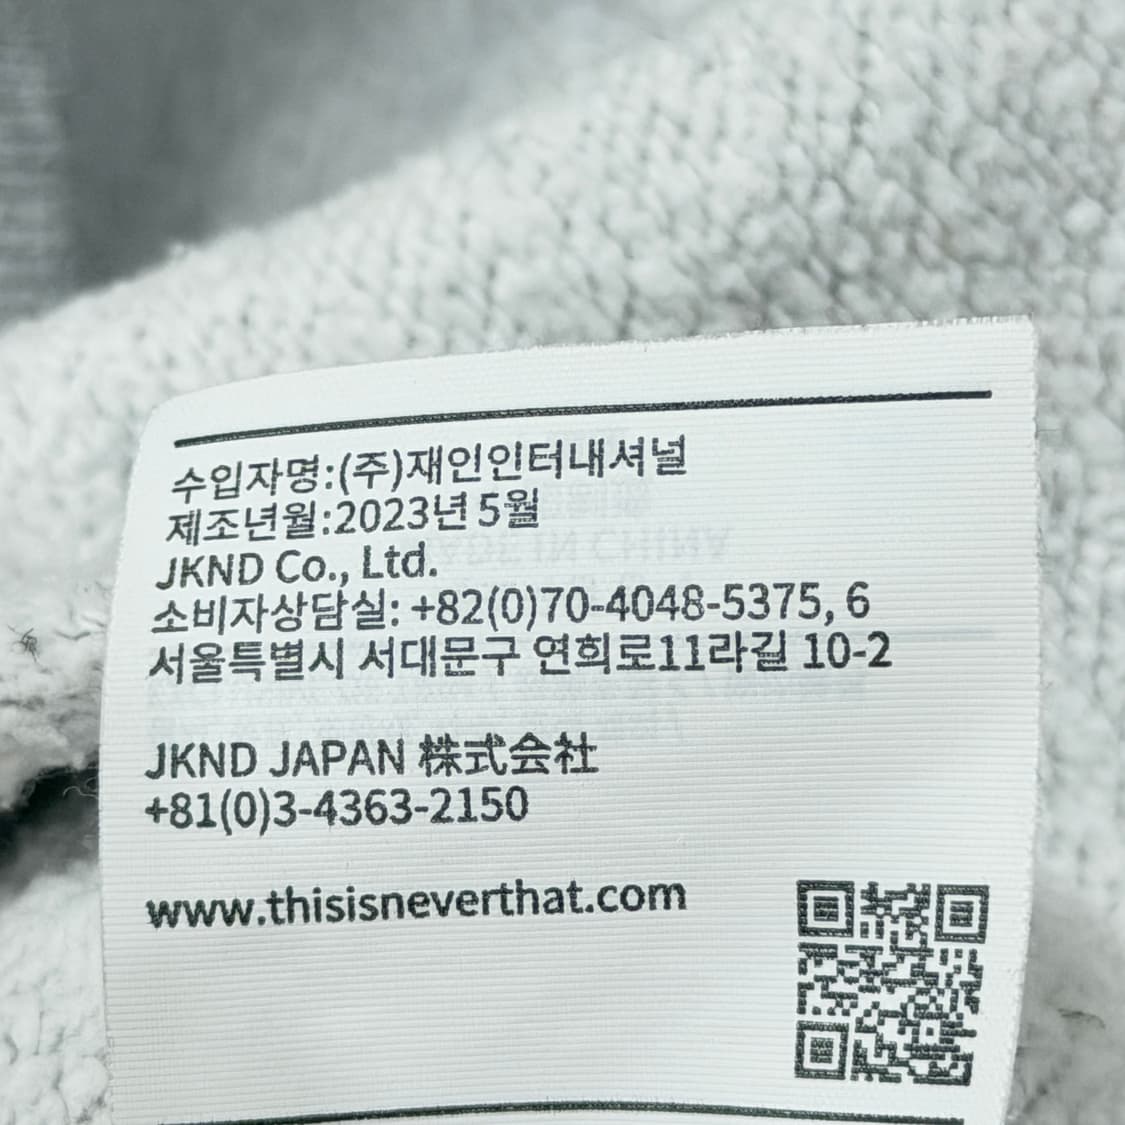 수입자명:(주)재인인터내셔널
제조년월:2023년 5월
JKND Co., Ltd.
소비자상담실: +82(0)70-4048-5375, 6
서울특별시 서대문구 연희로11라길 10-2
JKND JAPAN 株式会社
+81(0)3-4363-2150
www.thisisneverthat.com